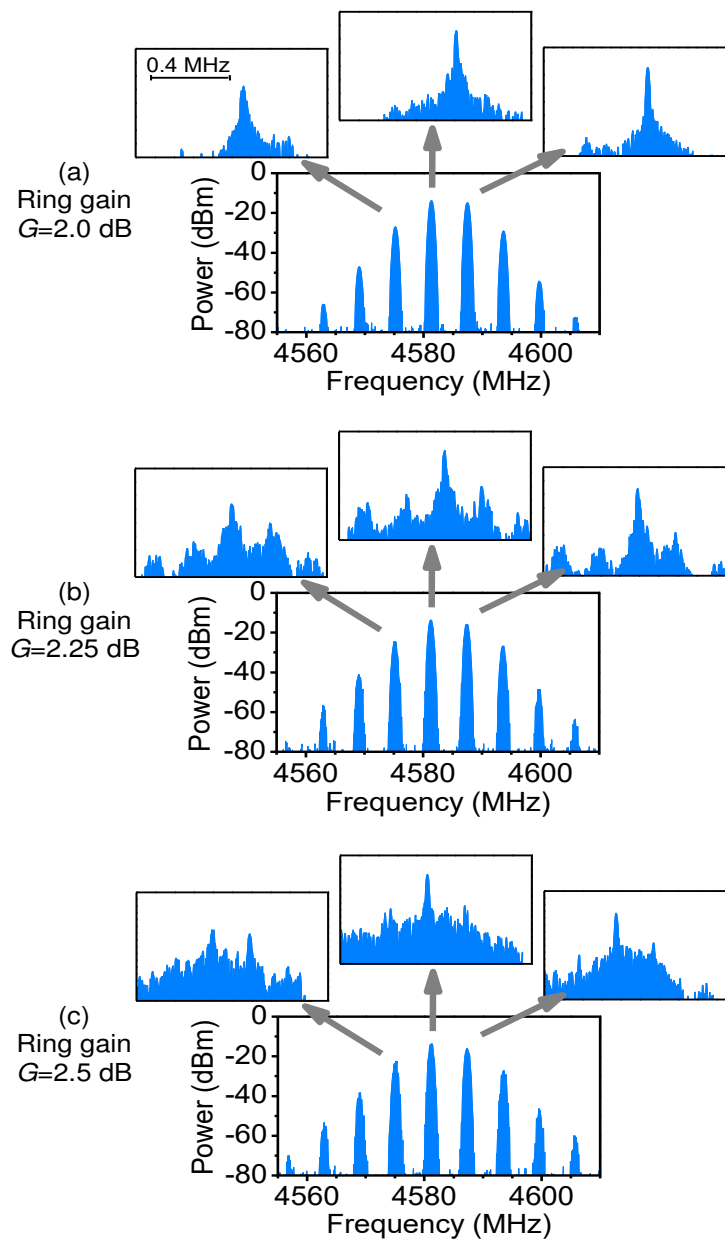 0.4 MHz
(a)
Ring gain
G=2.0 dB
Power (dBm)
0
-20
-40
-60
-80
4560 4580 4600
Frequency (MHz)
(b)
Ring gain
G=2.25 dB
Power (dBm)
0
-20
-40
-60
-80
4560 4580 4600
Frequency (MHz)
(c)
Ring gain
G=2.5 dB
Power (dBm)
0
-20
-40
-60
-80
4560 4580 4600
Frequency (MHz)